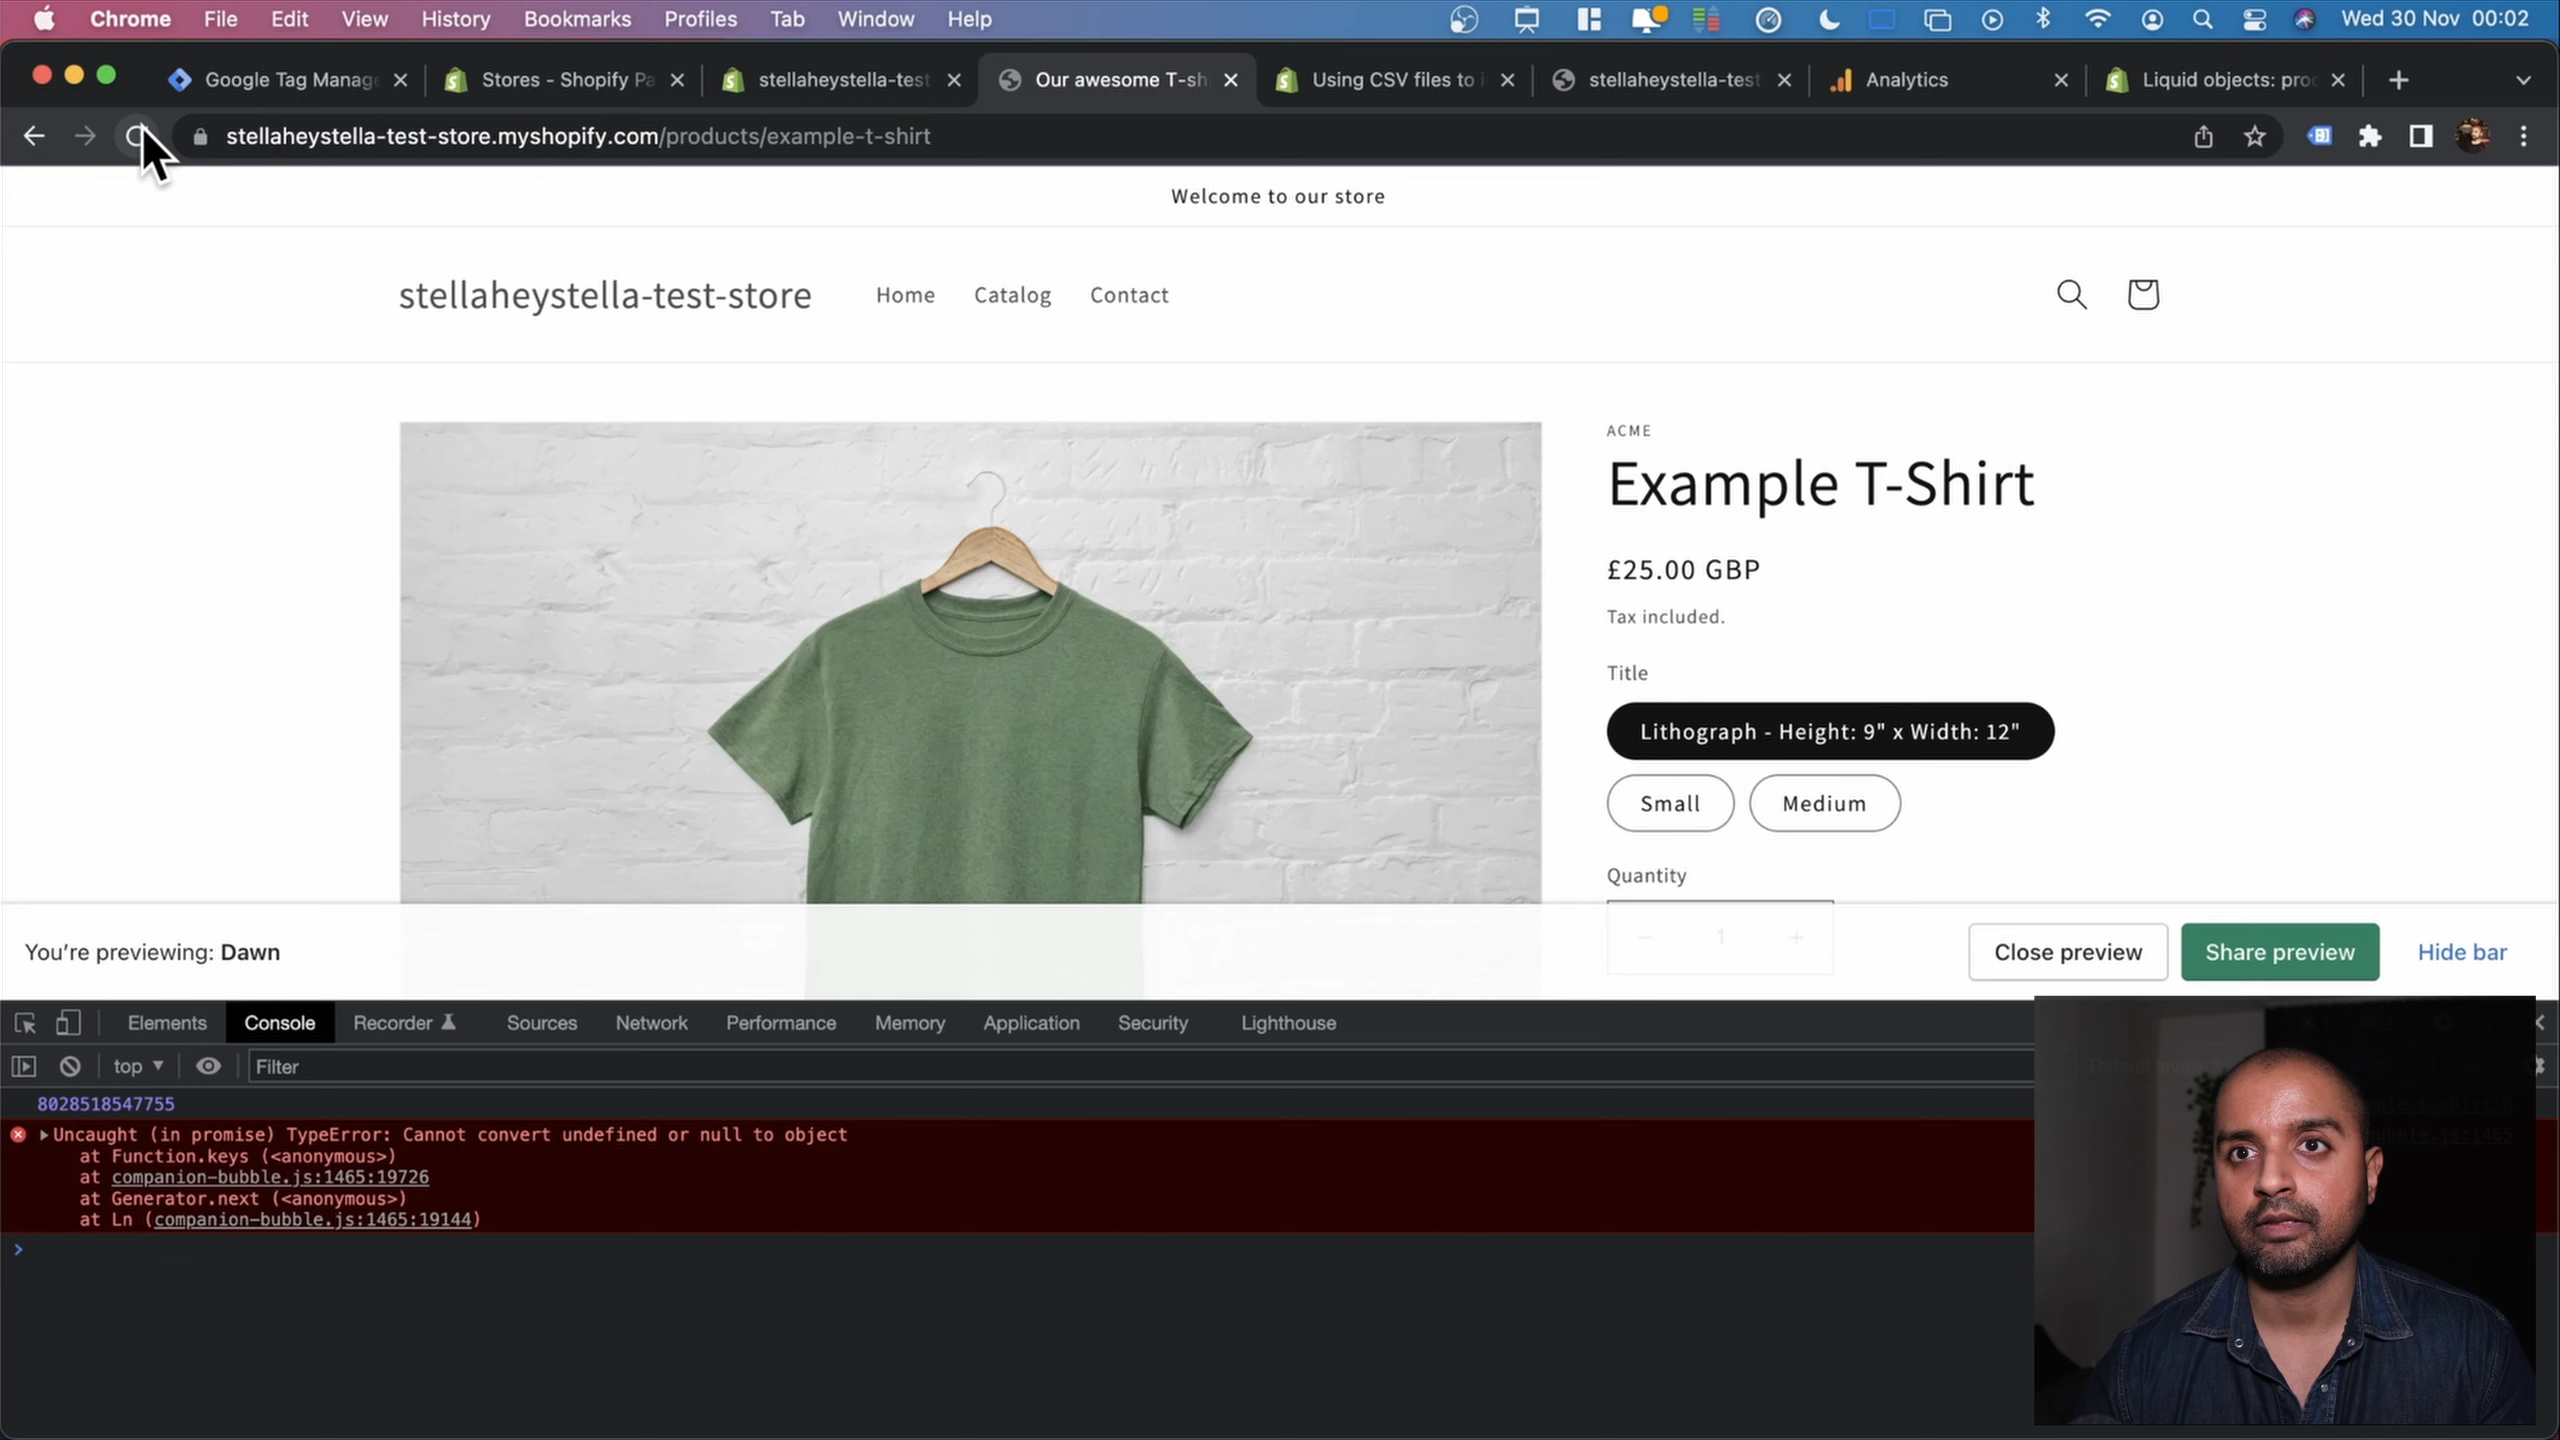 Chrome File Edit View History Bookmarks Profiles Tab Window Help Wed 30 Nov 00:02
Google Tag Manage Stores - Shopify Pa stellaheystella-test Our awesome T-shi Using CSV files to i stellaheystella-test Analytics Liquid objects: pro
stellaheystella-test-store.myshopify.com/products/example-t-shirt
Welcome to our store
stellaheystella-test-store Home Catalog Contact
ACME
Example T-Shirt
£25.00 GBP
Tax included.
Title
Lithograph - Height: 9" x Width: 12"
Small Medium
Quantity
− 1 +
You're previewing: Dawn Close preview Share preview Hide bar
Elements Console Recorder Sources Network Performance Memory Application Security Lighthouse
top Filter
8028518547755
Uncaught (in promise) TypeError: Cannot convert undefined or null to object
at Function.keys (<anonymous>)
at companion-bubble.js:1465:19726
at Generator.next (<anonymous>)
at Ln (companion-bubble.js:1465:19144)